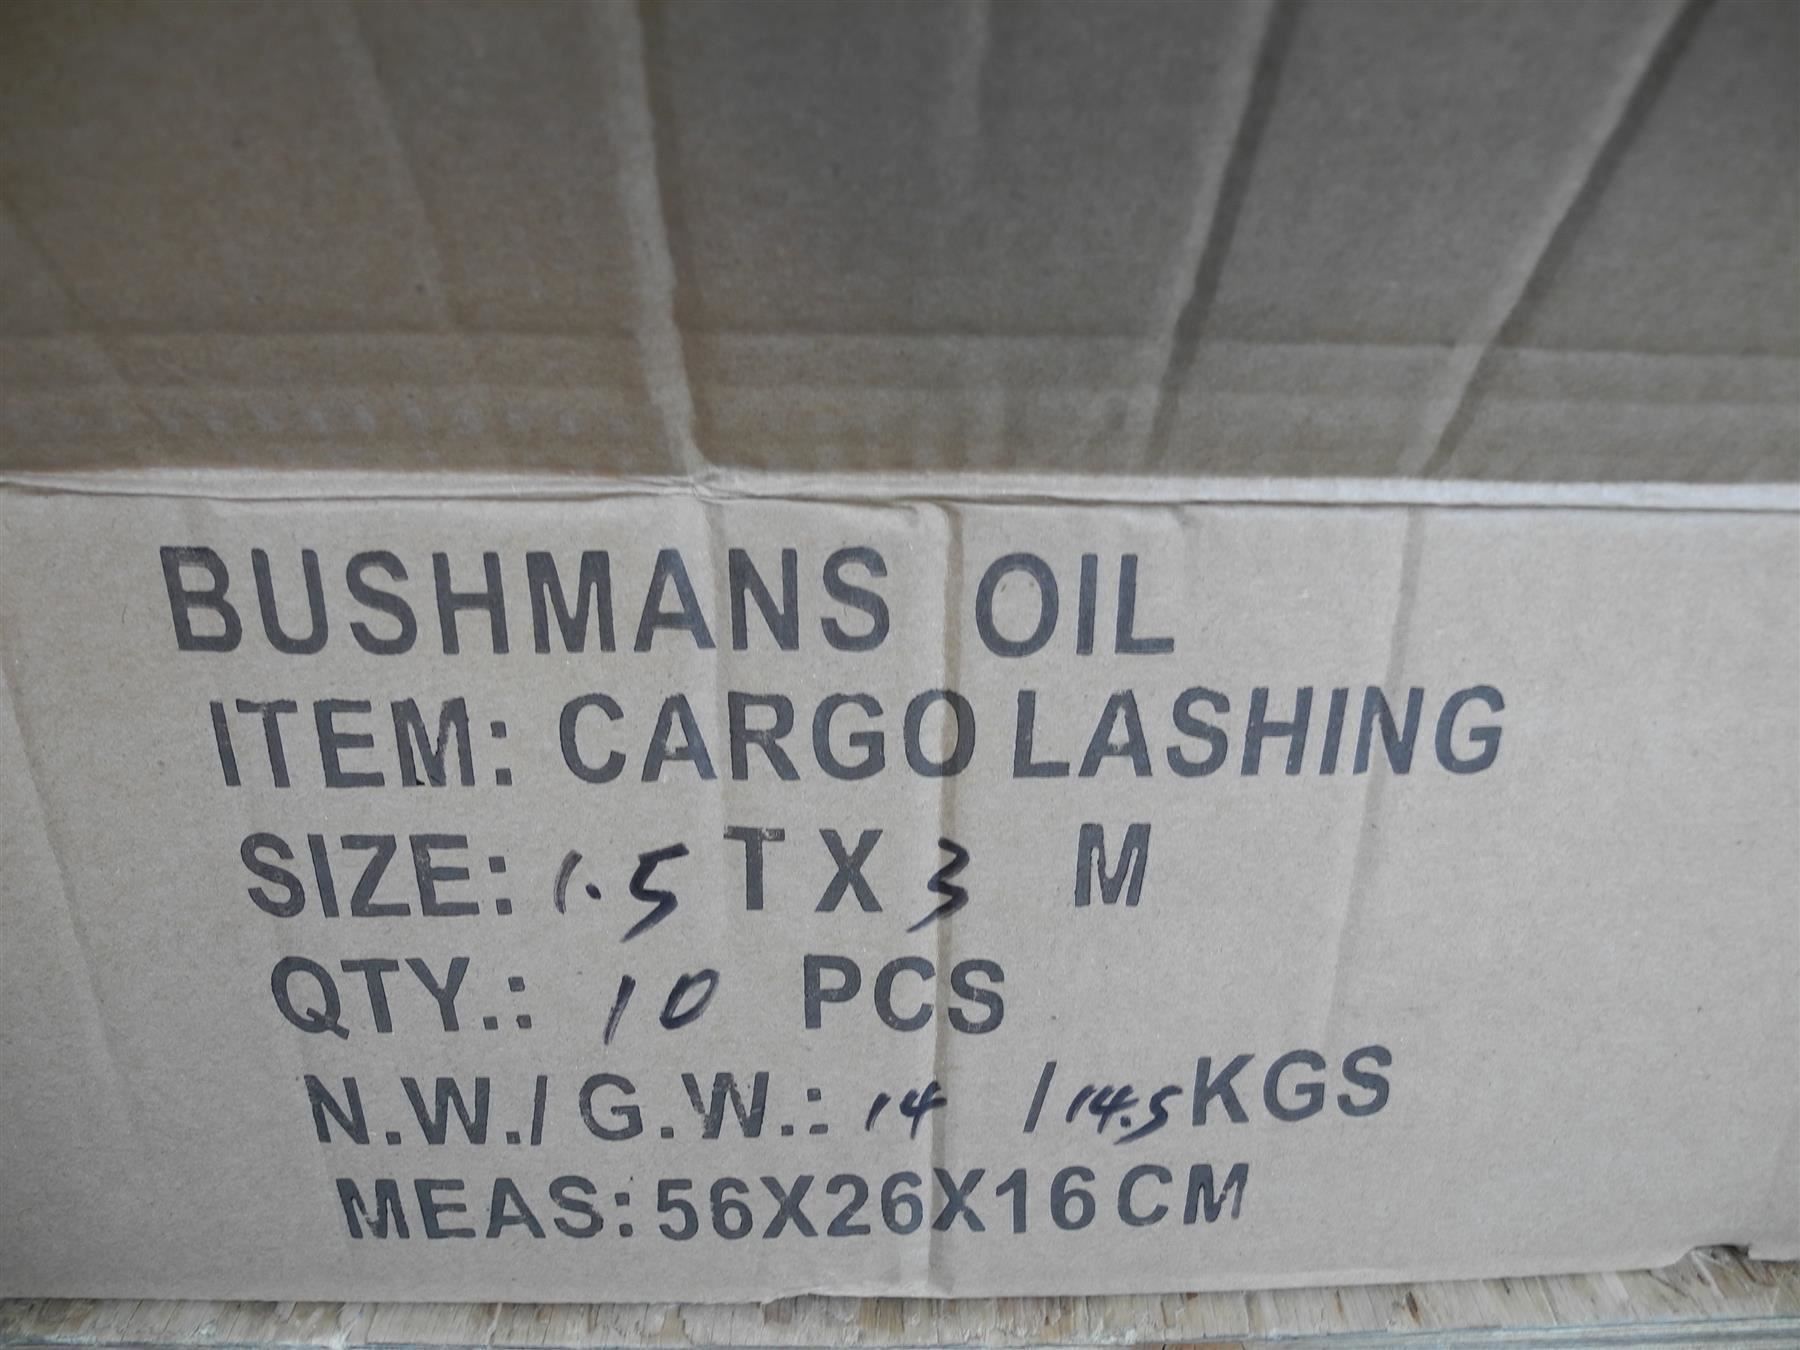 BUSHMANS OIL
ITEM: CARGO LASHING
SIZE: 1.5 T X 3 M
QTY.: 10 PCS
N.W./ G.W.: 14 / 14.5 KGS
MEAS: 56X26X16CM